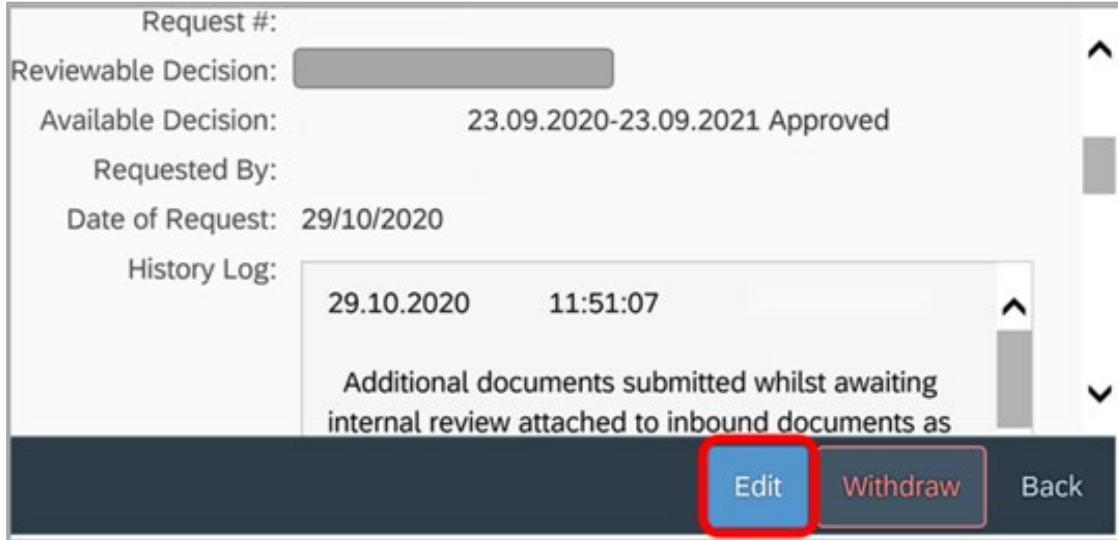 Request #:
Reviewable Decision:
Available Decision: 23.09.2020-23.09.2021 Approved
Requested By:
Date of Request: 29/10/2020
History Log:
29.10.2020 11:51:07
Additional documents submitted whilst awaiting
internal review attached to inbound documents as
Edit Withdraw Back